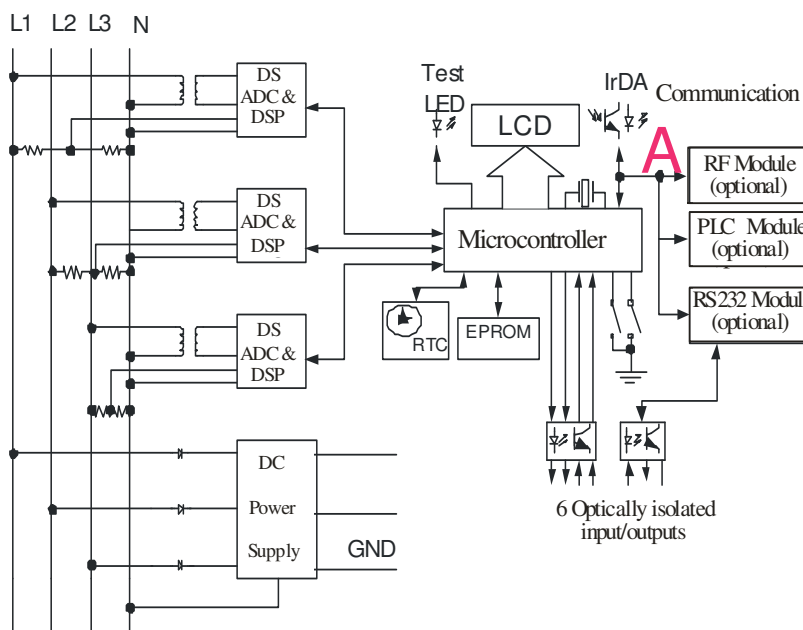 L1 L2 L3 N
DS
ADC &
DSP
Test
LED
LCD
IrDA
Communication
A
RF Module
(optional)
DS
ADC &
DSP
Microcontroller
PLC Module
(optional)
RTC
EPROM
RS232 Modul
(optional)
DS
ADC &
DSP
DC
Power
Supply
GND
6 Optically isolated
input/outputs